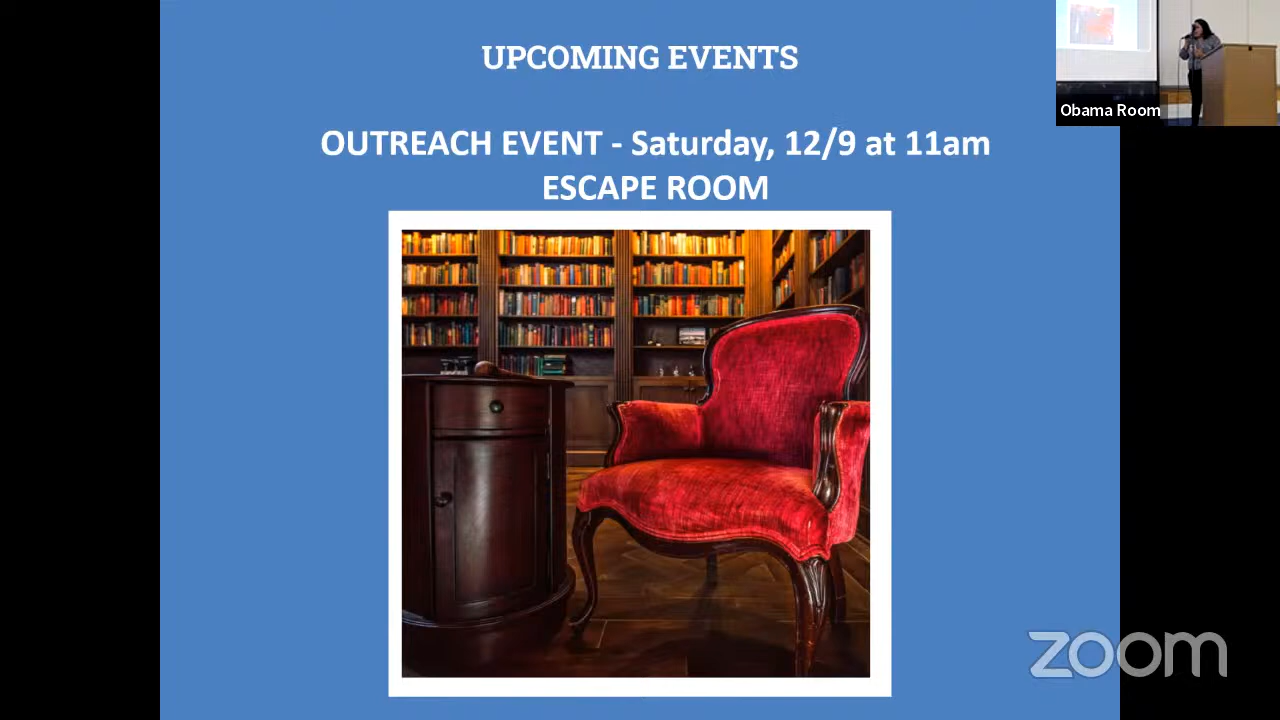 UPCOMING EVENTS
OUTREACH EVENT - Saturday, 12/9 at 11am
ESCAPE ROOM
Obama Room
zoom